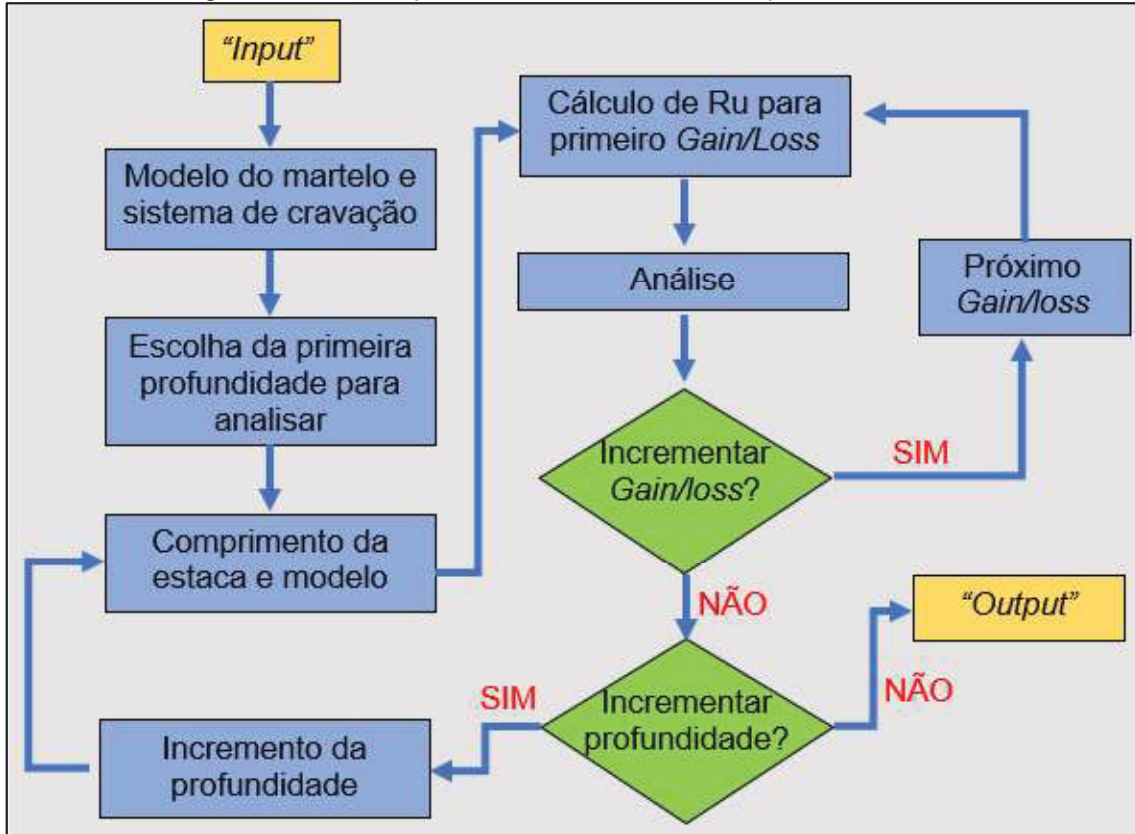 “Input”
Modelo do martelo e
sistema de cravação
Escolha da primeira
profundidade para
analisar
Comprimento da
estaca e modelo
Cálculo de Ru para
primeiro Gain/Loss
Análise
Incrementar
Gain/loss?
SIM
Próximo
Gain/loss
NÃO
Incrementar
profundidade?
SIM
Incremento da
profundidade
NÃO
“Output”